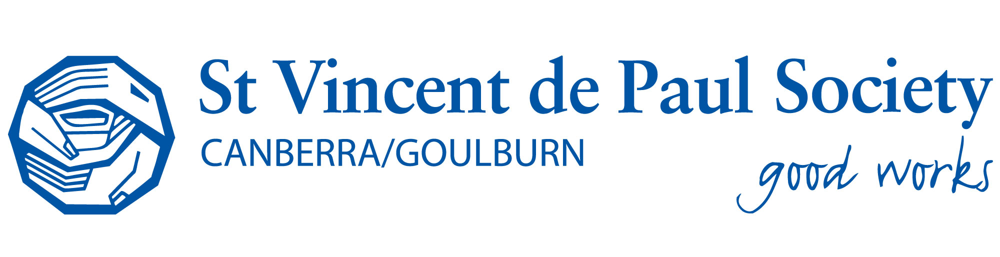 St Vincent de Paul Society
CANBERRA/GOULBURN
good works